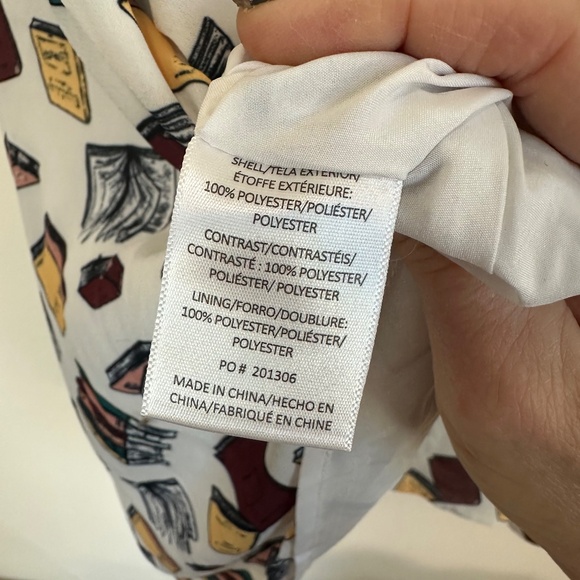 SHELL/TELA EXTERIOR/
ÉTOFFE EXTÉRIEURE:
100% POLYESTER/POLIÉSTER/
POLYESTER
CONTRAST/CONTRASTÉIS/
CONTRASTÉ : 100% POLYESTER/
POLIÉSTER/ POLYESTER
LINING/FORRO/DOUBLURE:
100% POLYESTER/POLIÉSTER/
POLYESTER
PO # 201306
MADE IN CHINA/HECHO EN
CHINA/FABRIQUÉ EN CHINE